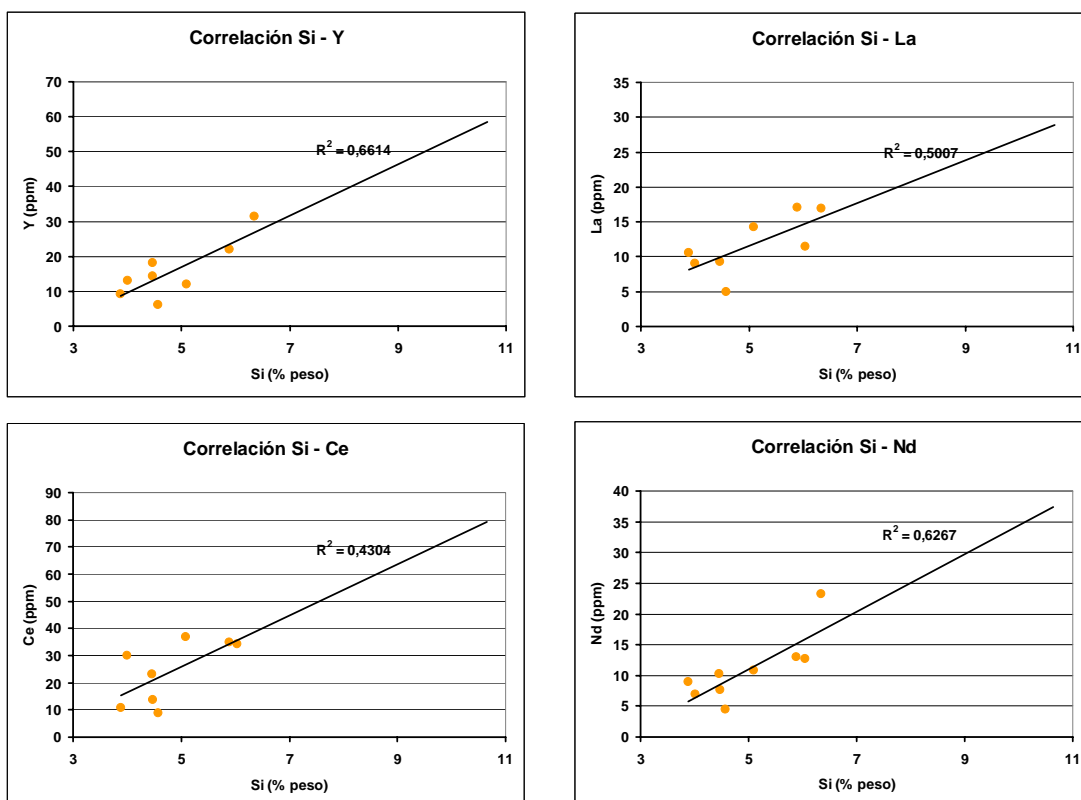 Correlación Si - Y
70
60
50
40
30
20
10
0
3 5 7 9 11
Y (ppm)
Si (% peso)
R² = 0,6614
Correlación Si - La
35
30
25
20
15
10
5
0
3 5 7 9 11
La (ppm)
Si (% peso)
R² = 0,5007
Correlación Si - Ce
90
80
70
60
50
40
30
20
10
0
3 5 7 9 11
Ce (ppm)
Si (% peso)
R² = 0,4304
Correlación Si - Nd
40
35
30
25
20
15
10
5
0
3 5 7 9 11
Nd (ppm)
Si (% peso)
R² = 0,6267